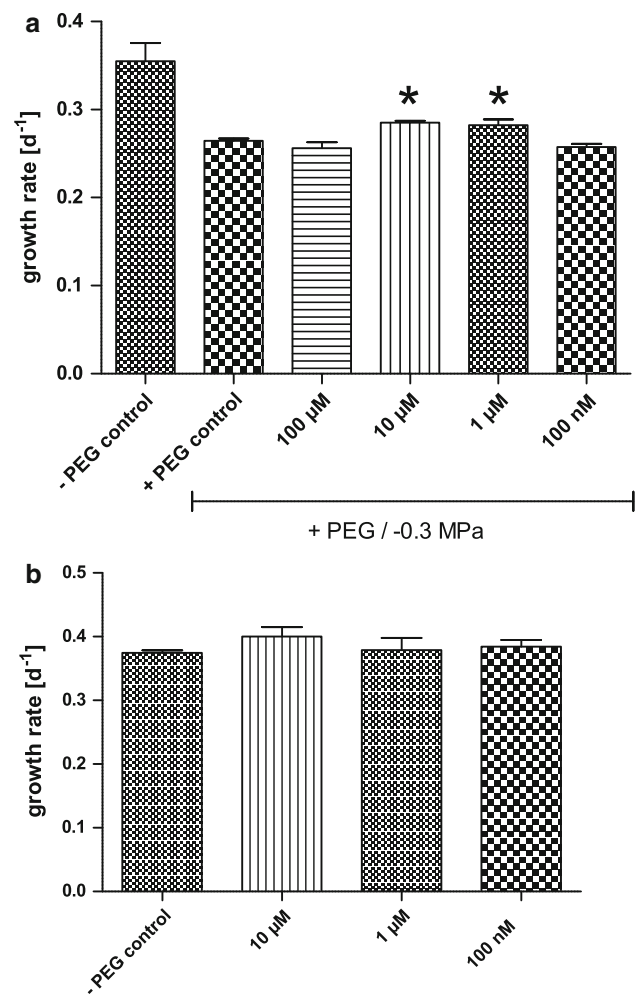 a
growth rate [d⁻¹]
0.4
0.3
0.2
0.1
0.0
* *
- PEG control
+ PEG control
100 µM
10 µM
1 µM
100 nM
+ PEG / -0.3 MPa
b
growth rate [d⁻¹]
0.5
0.4
0.3
0.2
0.1
0.0
- PEG control
10 µM
1 µM
100 nM